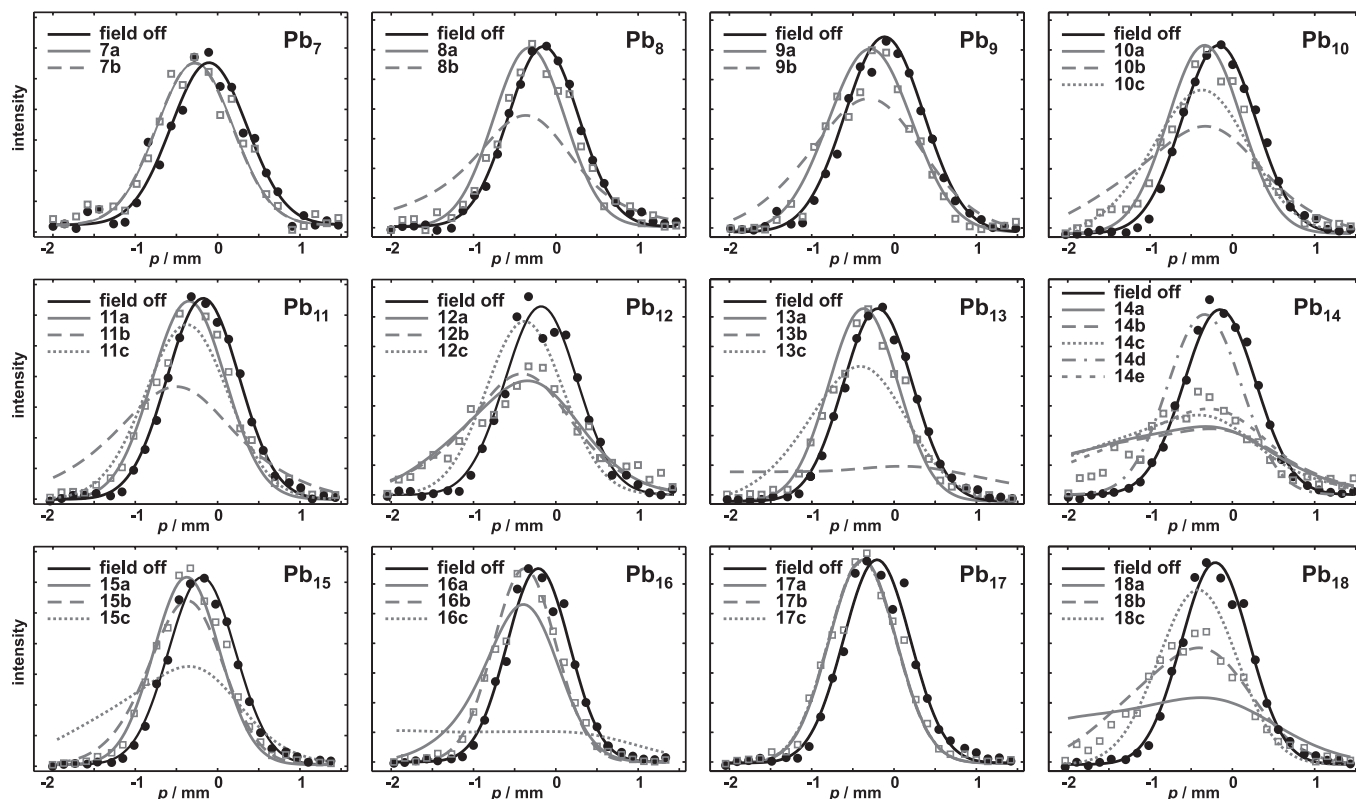 field off
7a
7b
Pb7
field off
8a
8b
Pb8
field off
9a
9b
Pb9
field off
10a
10b
10c
Pb10
intensity
-2 -1 0 1
p / mm
-2 -1 0 1
p / mm
-2 -1 0 1
p / mm
-2 -1 0 1
p / mm
field off
11a
11b
11c
Pb11
field off
12a
12b
12c
Pb12
field off
13a
13b
13c
Pb13
field off
14a
14b
14c
14d
14e
Pb14
intensity
-2 -1 0 1
p / mm
-2 -1 0 1
p / mm
-2 -1 0 1
p / mm
-2 -1 0 1
p / mm
field off
15a
15b
15c
Pb15
field off
16a
16b
16c
Pb16
field off
17a
17b
17c
Pb17
field off
18a
18b
18c
Pb18
intensity
-2 -1 0 1
p / mm
-2 -1 0 1
p / mm
-2 -1 0 1
p / mm
-2 -1 0 1
p / mm